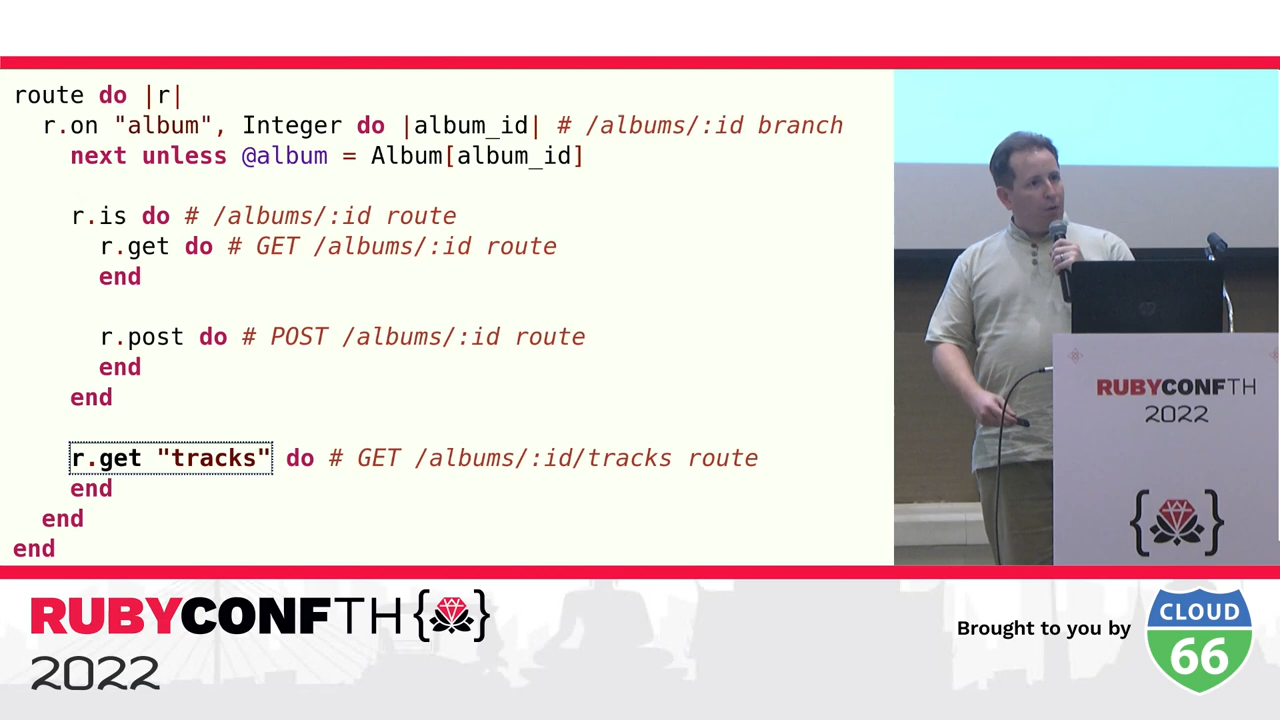 route do |r|
r.on "album", Integer do |album_id| # /albums/:id branch
next unless @album = Album[album_id]
r.is do # /albums/:id route
r.get do # GET /albums/:id route
end
r.post do # POST /albums/:id route
end
end
r.get "tracks" do # GET /albums/:id/tracks route
end
end
end
RUBYCONFTH
2022
RUBYCONFTH
2022
Brought to you by
CLOUD
66